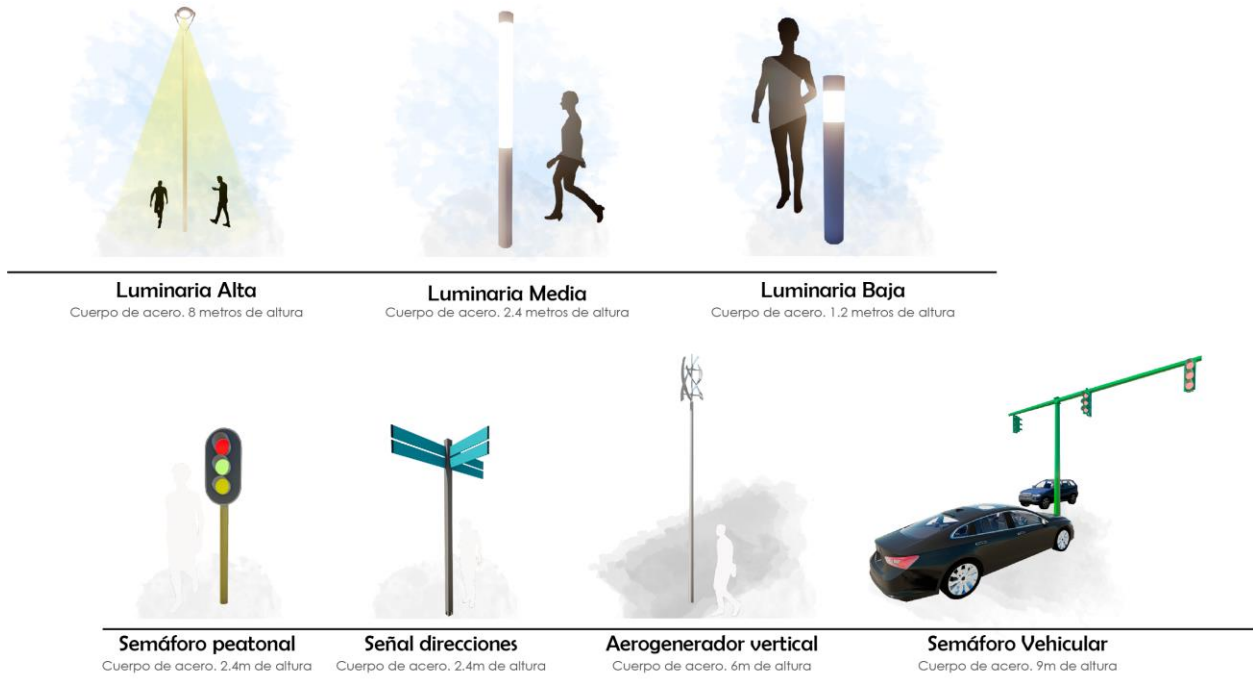 Luminaria Alta
Cuerpo de acero. 8 metros de altura
Luminaria Media
Cuerpo de acero. 2.4 metros de altura
Luminaria Baja
Cuerpo de acero. 1.2 metros de altura
Semáforo peatonal
Cuerpo de acero. 2.4m de altura
Señal direcciones
Cuerpo de acero. 2.4m de altura
Aerogenerador vertical
Cuerpo de acero. 6m de altura
Semáforo Vehicular
Cuerpo de acero. 9m de altura